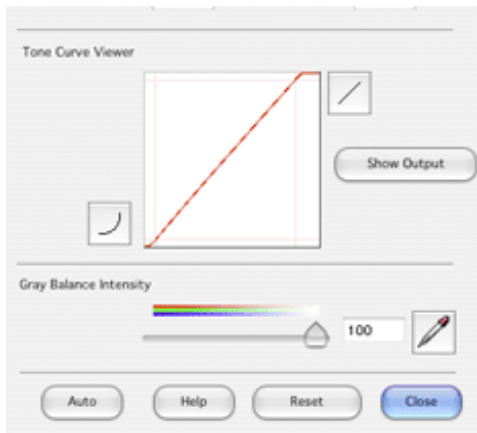 Tone Curve Viewer
Show Output
Gray Balance Intensity
100
Auto Help Reset Close